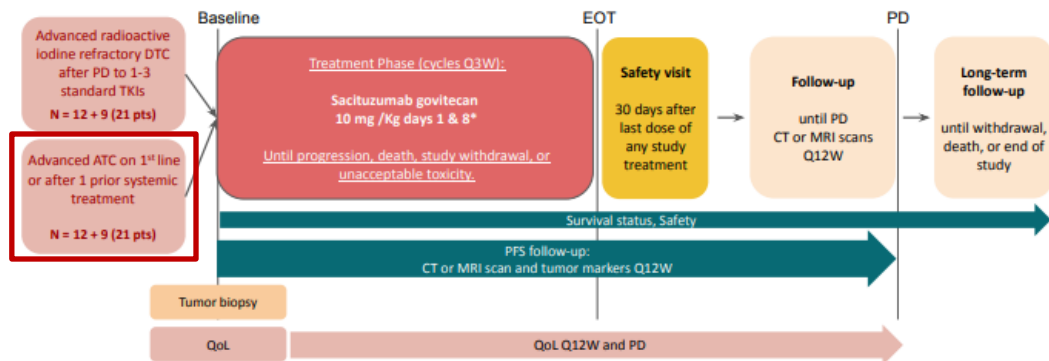 Baseline
EOT
PD
Advanced radioactive
iodine refractory DTC
after PD to 1-3
standard TKIs
N = 12 + 9 (21 pts)
Advanced ATC on 1st line
or after 1 prior systemic
treatment
N = 12 + 9 (21 pts)
Treatment Phase (cycles Q3W):
Sacituzumab govitecan
10 mg /Kg days 1 & 8*
Until progression, death, study withdrawal, or
unacceptable toxicity.
Safety visit
30 days after
last dose of
any study
treatment
Follow-up
until PD
CT or MRI scans
Q12W
Long-term
follow-up
until withdrawal,
death, or end of
study
Survival status, Safety
PFS follow-up:
CT or MRI scan and tumor markers Q12W
Tumor biopsy
QoL
QoL Q12W and PD